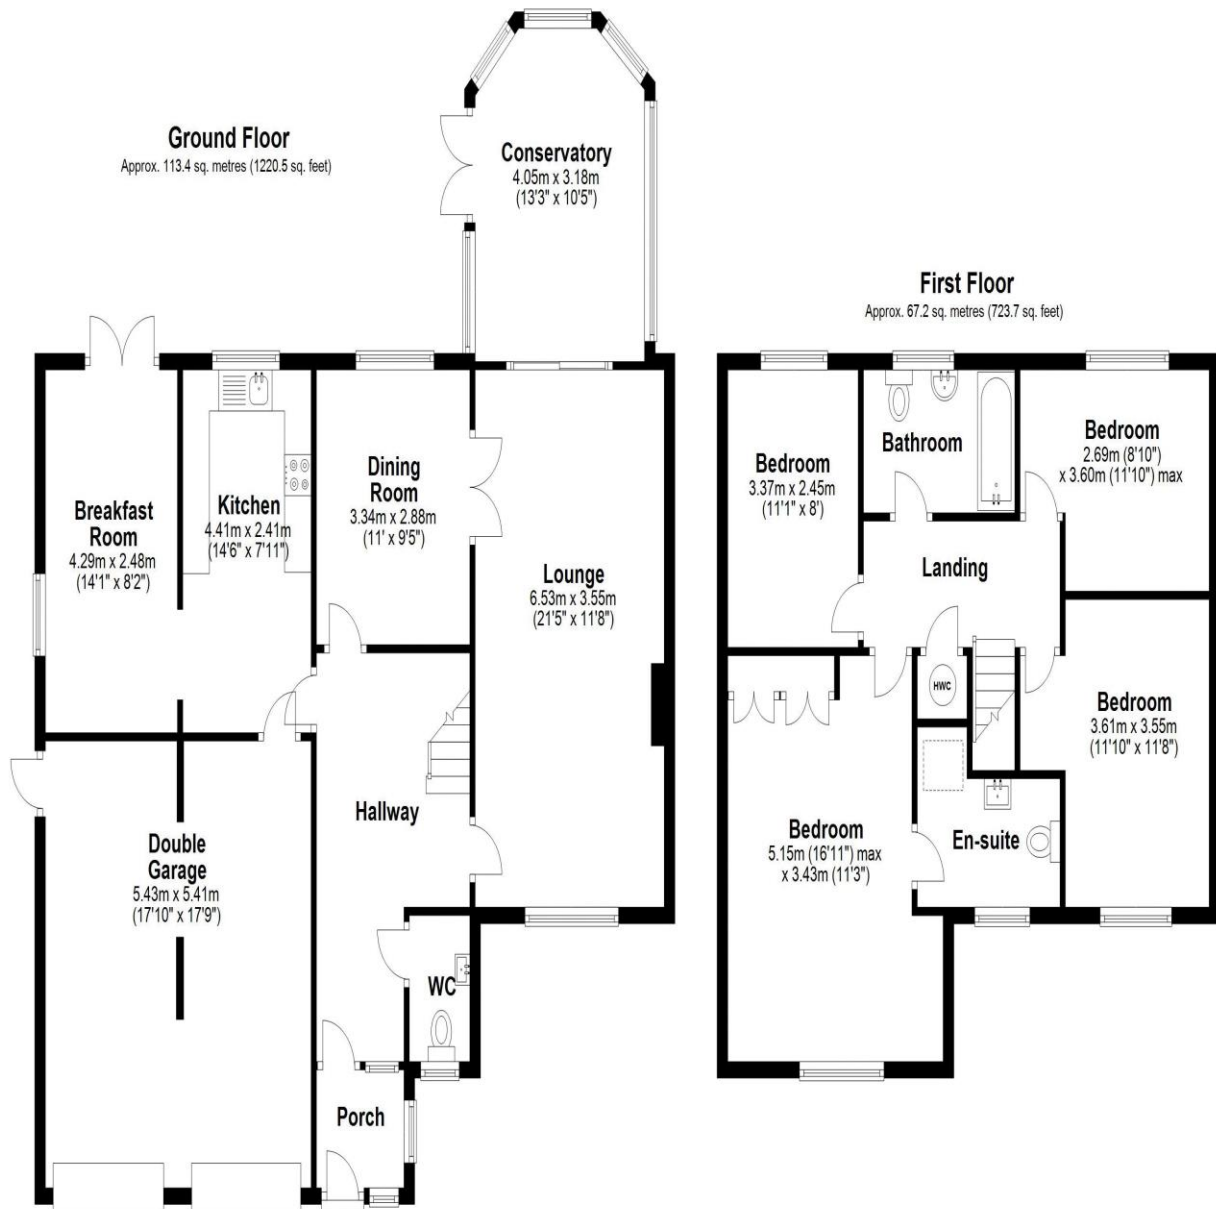 Ground Floor
Approx. 113.4 sq. metres (1220.5 sq. feet)
Conservatory
4.05m x 3.18m
(13'3" x 10'5")
Breakfast
Room
4.29m x 2.48m
(14'1" x 8'2")
Kitchen
4.41m x 2.41m
(14'6" x 7'11")
Dining
Room
3.34m x 2.88m
(11' x 9'5")
Lounge
6.53m x 3.55m
(21'5" x 11'8")
Hallway
Double
Garage
5.43m x 5.41m
(17'10" x 17'9")
WC
Porch
First Floor
Approx. 67.2 sq. metres (723.7 sq. feet)
Bedroom
3.37m x 2.45m
(11'1" x 8')
Bathroom
Bedroom
2.69m (8'10")
x 3.60m (11'10") max
Landing
HWC
Bedroom
3.61m x 3.55m
(11'10" x 11'8")
Bedroom
5.15m (16'11") max
x 3.43m (11'3")
En-suite